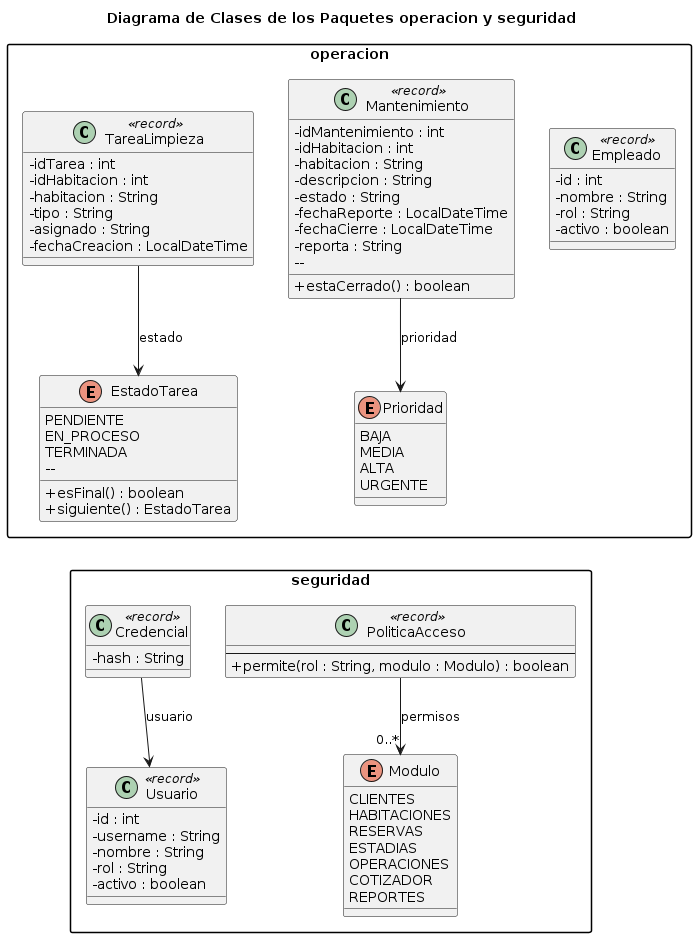 Diagrama de Clases de los Paquetes operacion y seguridad
operacion
«record»
C TareaLimpieza
-idTarea : int
-idHabitacion : int
-habitacion : String
-tipo : String
-asignado : String
-fechaCreacion : LocalDateTime
«record»
C Mantenimiento
-idMantenimiento : int
-idHabitacion : int
-habitacion : String
-descripcion : String
-estado : String
-fechaReporte : LocalDateTime
-fechaCierre : LocalDateTime
-reporta : String
--
+estaCerrado() : boolean
«record»
C Empleado
-id : int
-nombre : String
-rol : String
-activo : boolean
estado
prioridad
E EstadoTarea
PENDIENTE
EN_PROCESO
TERMINADA
--
+esFinal() : boolean
+siguiente() : EstadoTarea
E Prioridad
BAJA
MEDIA
ALTA
URGENTE
seguridad
«record»
C Credencial
-hash : String
«record»
C PoliticaAcceso
+permite(rol : String, modulo : Modulo) : boolean
usuario
permisos
0..*
«record»
C Usuario
-id : int
-username : String
-nombre : String
-rol : String
-activo : boolean
E Modulo
CLIENTES
HABITACIONES
RESERVAS
ESTADIAS
OPERACIONES
COTIZADOR
REPORTES